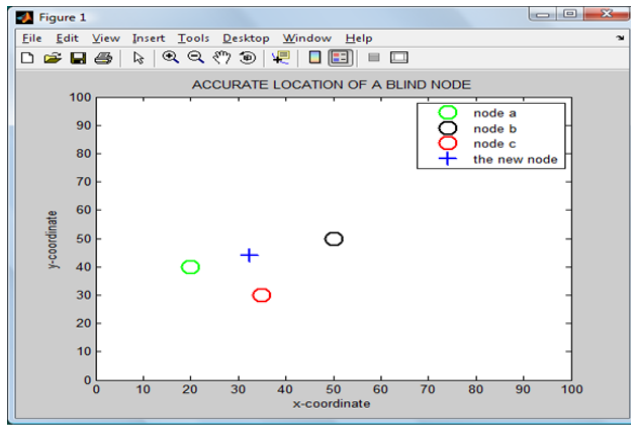 Figure 1
File Edit View Insert Tools Desktop Window Help
ACCURATE LOCATION OF A BLIND NODE
100
90
80
70
60
50
40
30
20
10
0
y-coordinate
node a
node b
node c
the new node
0 10 20 30 40 50 60 70 80 90 100
x-coordinate